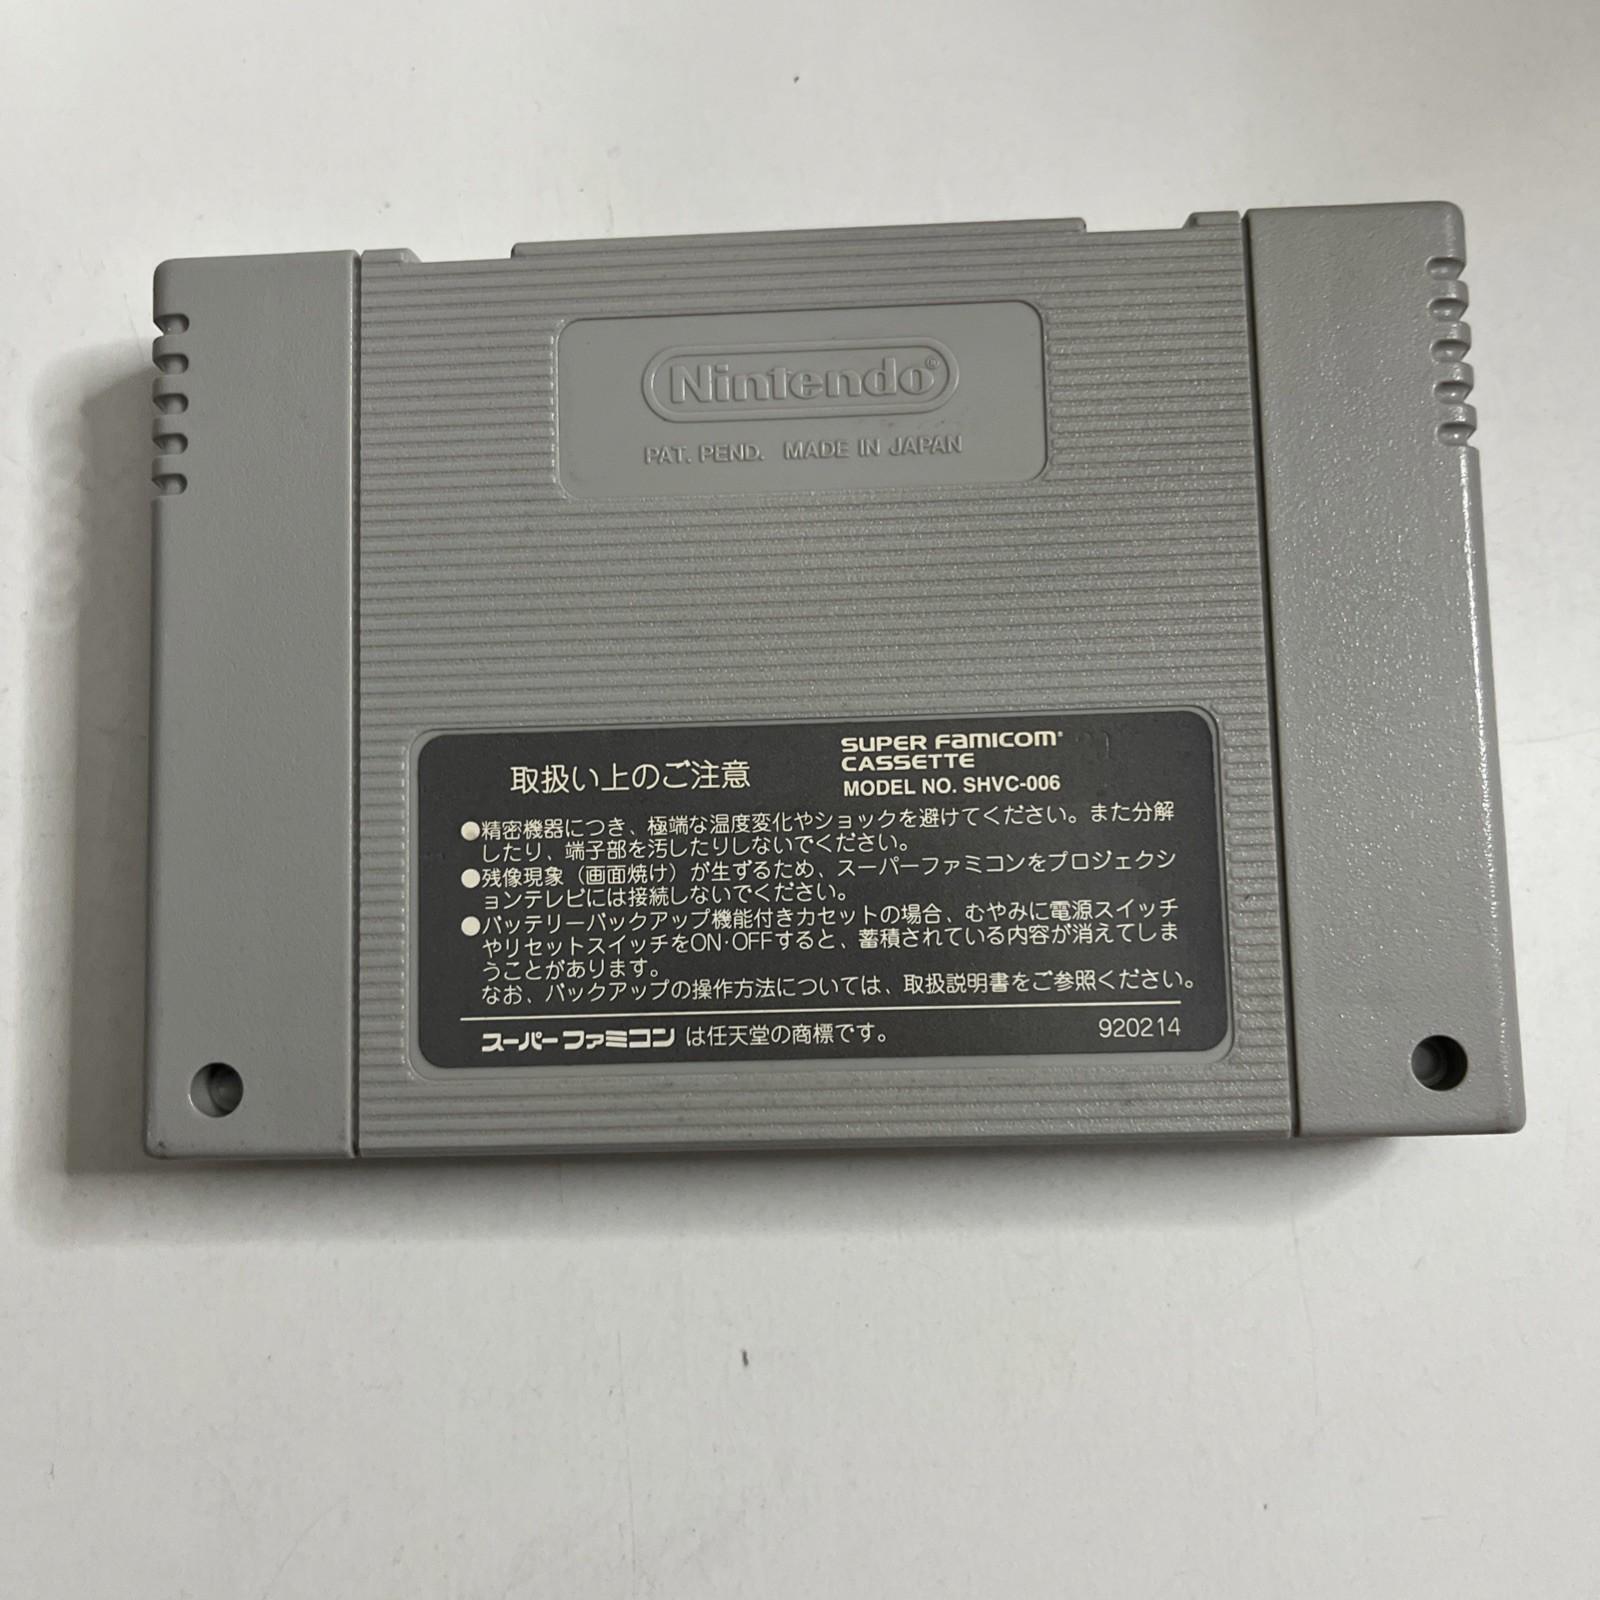 Nintendo®
PAT. PEND. MADE IN JAPAN
取扱い上のご注意
SUPER FAMICOM®
CASSETTE
MODEL NO. SHVC-006
●精密機器につき、極端な温度変化やショックを避けてください。また分解
したり、端子部を汚したりしないでください。
●残像現象（画面焼け）が生ずるため、スーパーファミコンをプロジェクシ
ョンテレビには接続しないでください。
●バッテリーバックアップ機能付きカセットの場合、むやみに電源スイッチ
やリセットスイッチをON·OFFすると、蓄積されている内容が消えてしま
うことがあります。
なお、バックアップの操作方法については、取扱説明書をご参照ください。
スーパーファミコン は任天堂の商標です。
920214